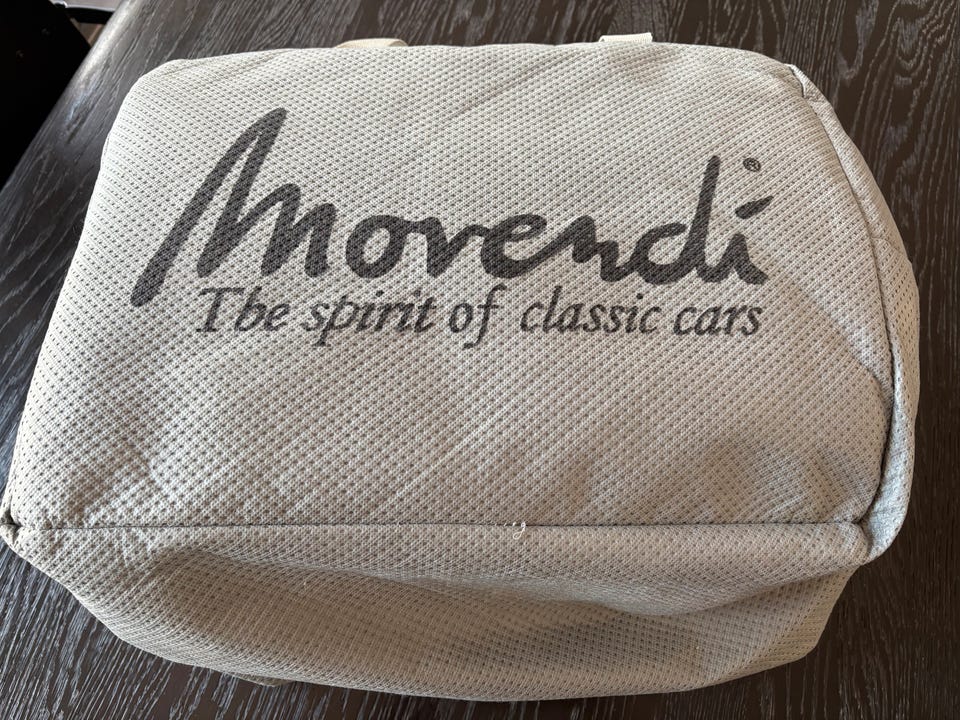 Movendi®
The spirit of classic cars